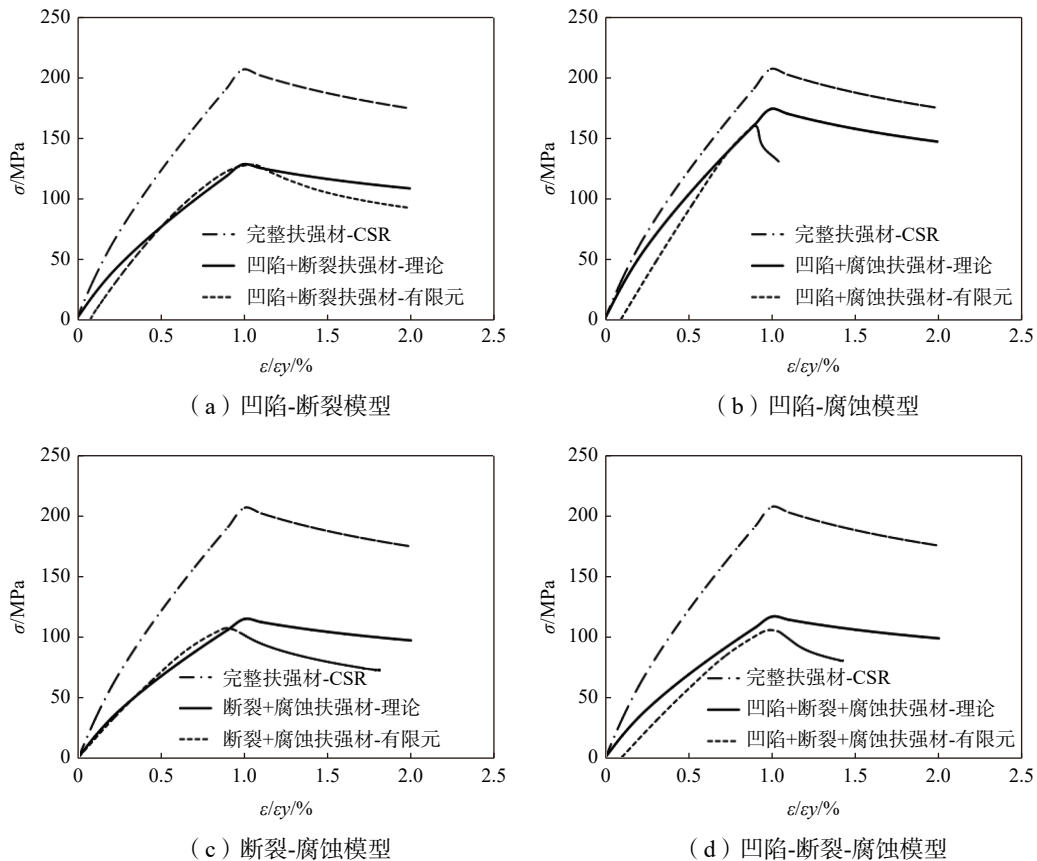 250
200
150
100
50
0
σ/MPa
0.5
1.0
1.5
2.0
2.5
ε/εy/%
完整扶强材-CSR
凹陷+断裂扶强材-理论
凹陷+断裂扶强材-有限元
（a）凹陷-断裂模型
250
200
150
100
50
0
σ/MPa
0
0.5
1.0
1.5
2.0
2.5
ε/εy/%
完整扶强材-CSR
凹陷+腐蚀扶强材-理论
凹陷+腐蚀扶强材-有限元
（b）凹陷-腐蚀模型
250
200
150
100
50
0
σ/MPa
0
0.5
1.0
1.5
2.0
2.5
ε/εy/%
完整扶强材-CSR
断裂+腐蚀扶强材-理论
断裂+腐蚀扶强材-有限元
（c）断裂-腐蚀模型
250
200
150
100
50
0
σ/MPa
0
0.5
1.0
1.5
2.0
2.5
ε/εy/%
完整扶强材-CSR
凹陷+断裂+腐蚀扶强材-理论
凹陷+断裂+腐蚀扶强材-有限元
（d）凹陷-断裂-腐蚀模型